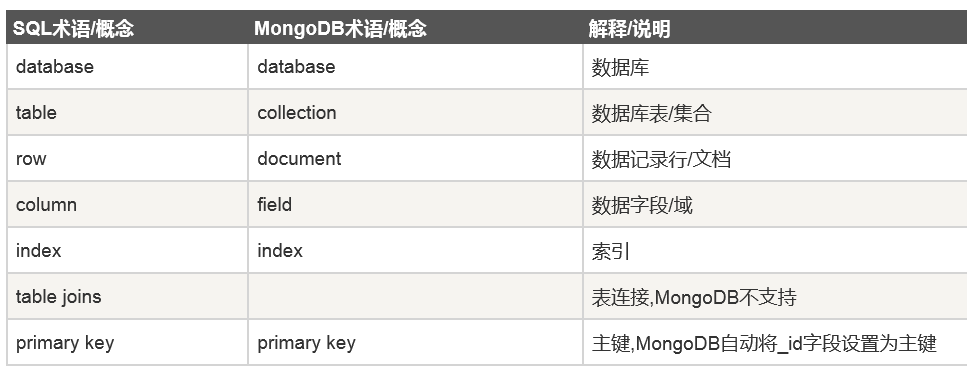 SQL术语/概念 MongoDB术语/概念 解释/说明
database database 数据库
table collection 数据库表/集合
row document 数据记录行/文档
column field 数据字段/域
index index 索引
table joins 表连接,MongoDB不支持
primary key primary key 主键,MongoDB自动将_id字段设置为主键